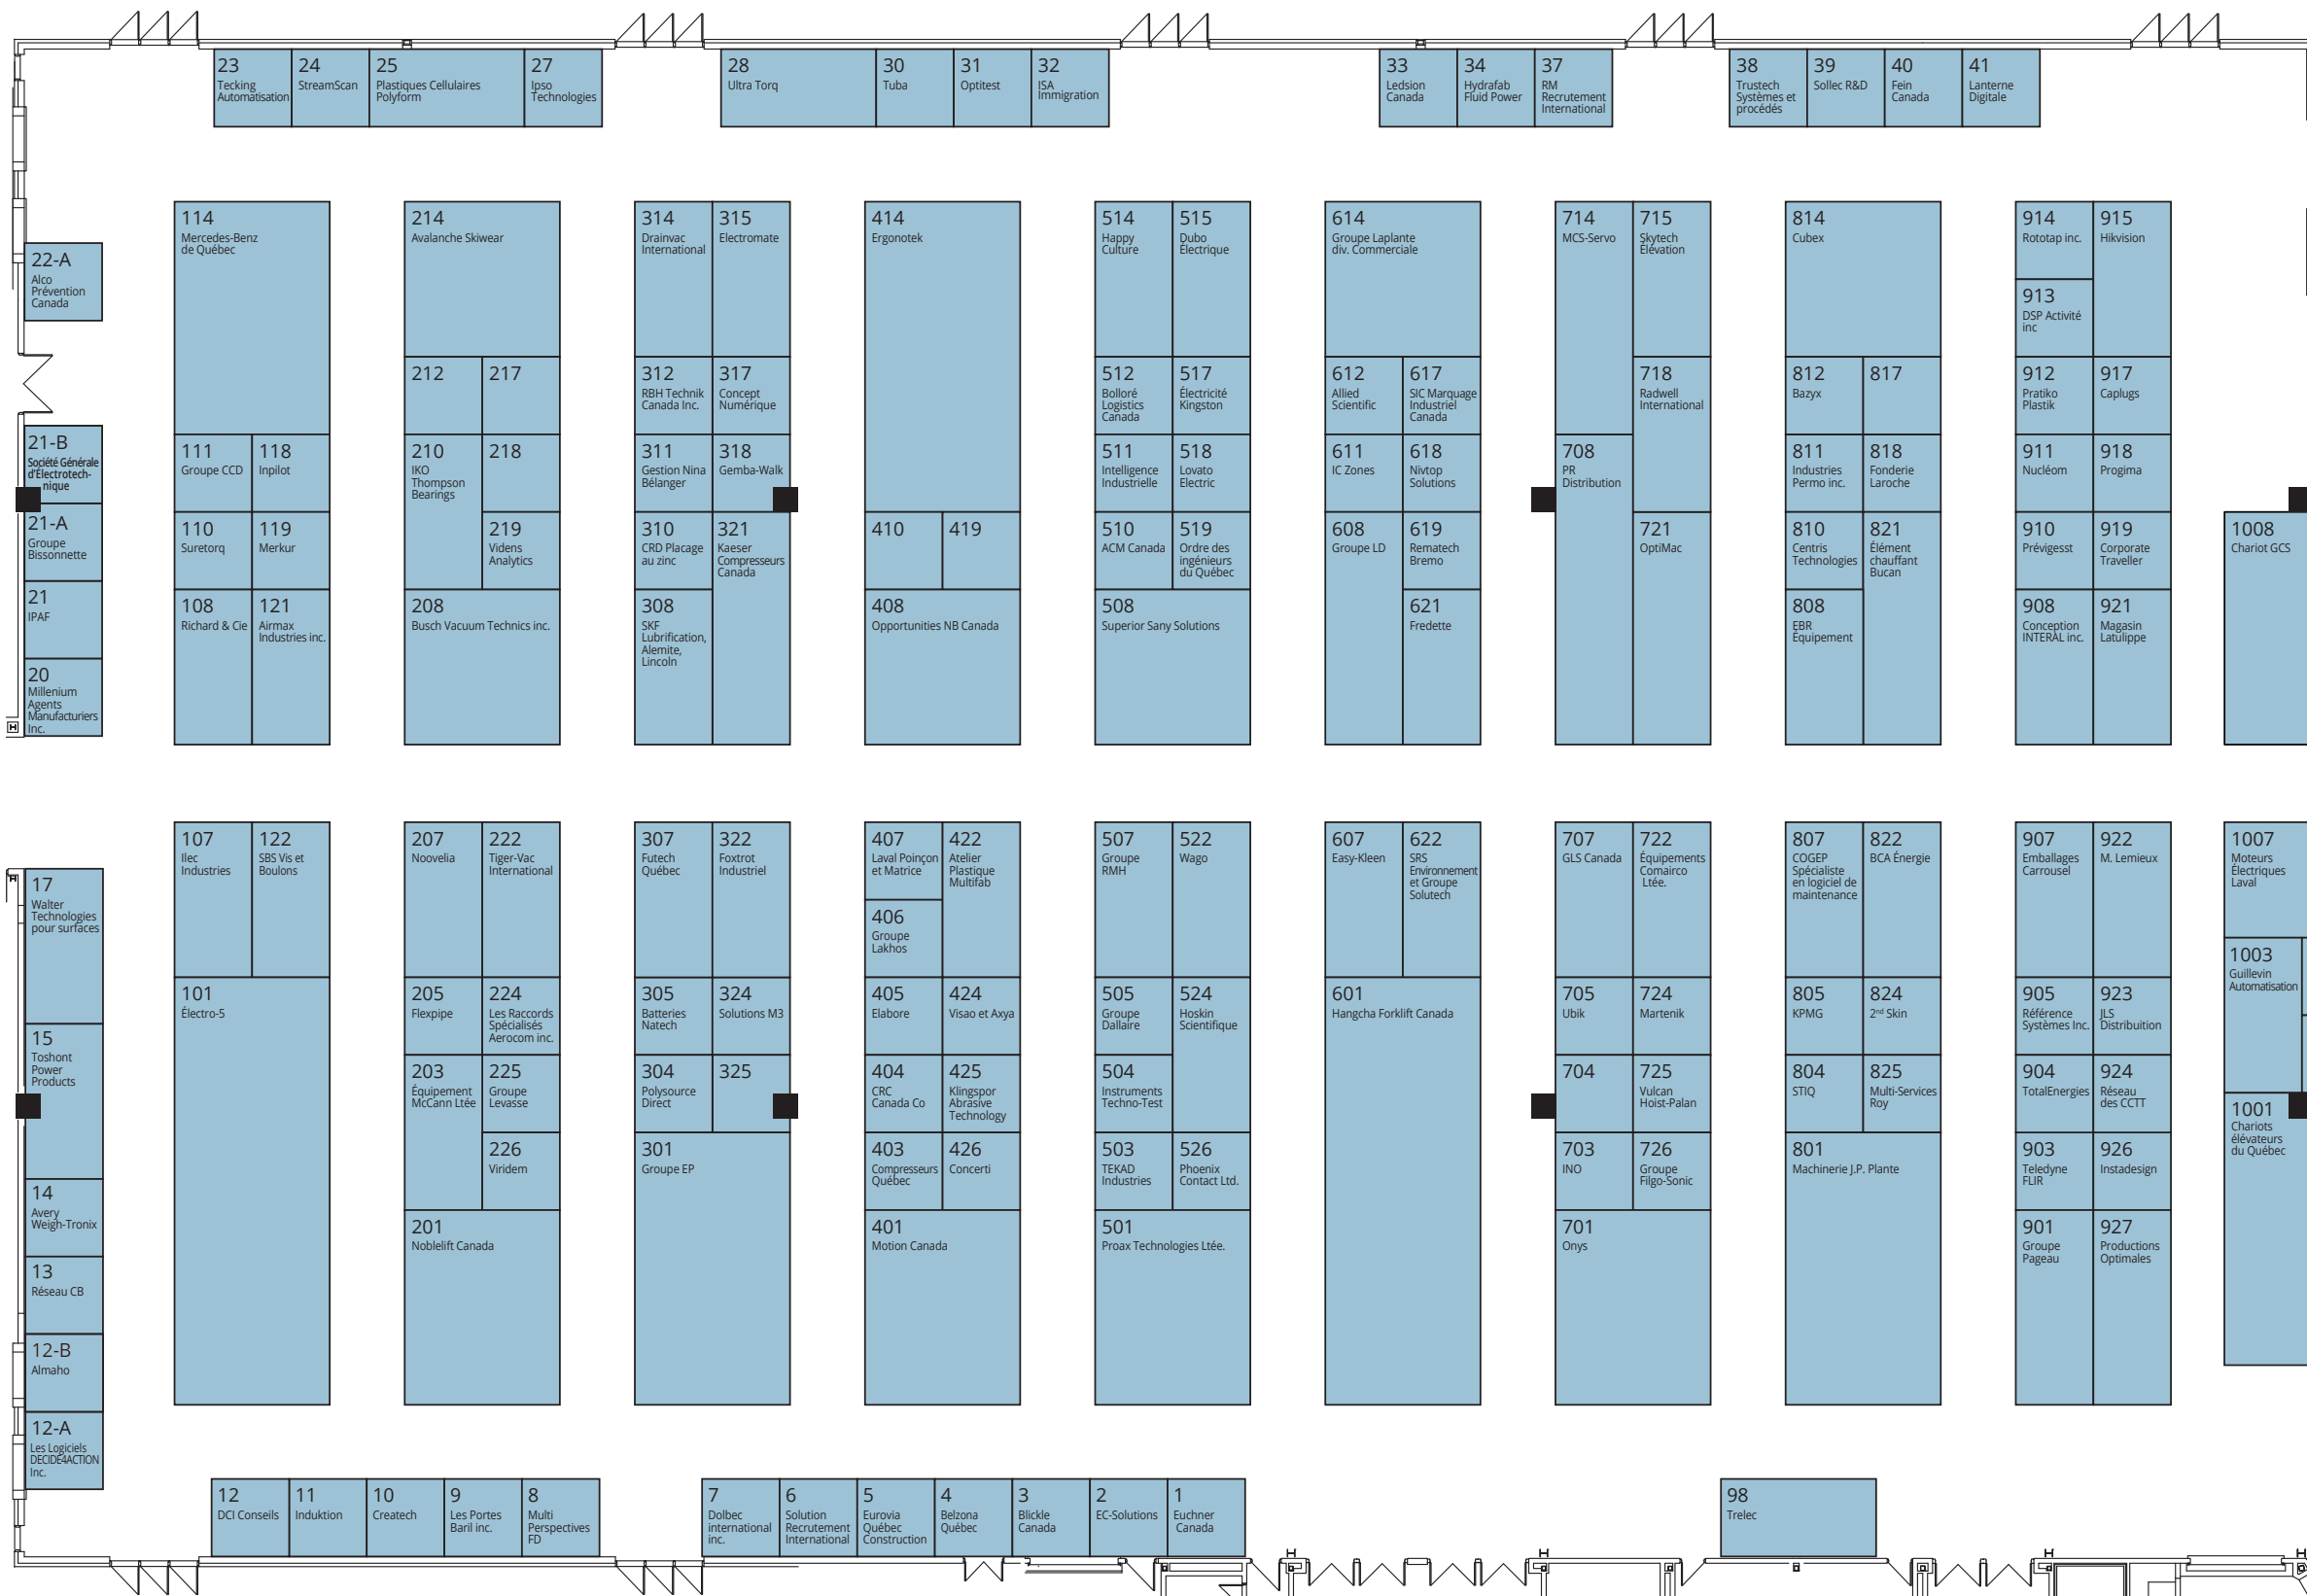 23
Tecking
Automatisation
24
StreamScan
25
Plastiques Cellulaires
Polyform
27
Ipso
Technologies
28
Ultra Torq
30
Tuba
31
Optitest
32
ISA
Immigration
33
Ledsion
Canada
34
Hydrafab
Fluid Power
37
RM
Recrutement
International
38
Trustech
Systèmes et
procédés
39
Sollec R&D
40
Fein
Canada
41
Lanterne
Digitale
22-A
Alco
Prévention
Canada
21-B
Société Générale
d'Électrotech-
nique
21-A
Groupe
Bissonnette
21
IPAF
20
Millenium
Agents
Manufacturiers
Inc.
114
Mercedes-Benz
de Québec
111
Groupe CCD
118
Inpilot
110
Suretorq
119
Merkur
108
Richard & Cie
121
Airmax
Industries inc.
214
Avalanche Skiwear
212
217
210
IKO
Thompson
Bearings
218
219
Videns
Analytics
208
Busch Vacuum Technics inc.
314
Drainvac
International
315
Electromate
312
RBH Technik
Canada Inc.
317
Concept
Numérique
311
Gestion Nina
Bélanger
318
Gemba-Walk
310
CRD Placage
au zinc
321
Kaeser
Compresseurs
Canada
308
SKF
Lubrification,
Alemite,
Lincoln
414
Ergonotek
410
419
408
Opportunities NB Canada
514
Happy
Culture
515
Dubo
Électrique
512
Bolloré
Logistics
Canada
517
Électricité
Kingston
511
Intelligence
Industrielle
518
Lovato
Electric
510
ACM Canada
519
Ordre des
ingénieurs
du Québec
508
Superior Sany Solutions
614
Groupe Laplante
div. Commerciale
612
Allied
Scientific
617
SIC Marquage
Industriel
Canada
611
IC Zones
618
Nivtop
Solutions
608
Groupe LD
619
Rematech
Bremo
621
Fredette
714
MCS-Servo
715
Skytech
Élévation
718
Radwell
International
708
PR
Distribution
721
OptiMac
814
Cubex
812
Bazyx
817
811
Industries
Permo inc.
818
Fonderie
Laroche
810
Centris
Technologies
821
Élément
chauffant
Bucan
808
EBR
Équipement
914
Rototap inc.
915
Hikvision
913
DSP Activité
inc
912
Pratiko
Plastik
917
Caplugs
911
Nucléom
918
Progima
910
Prévigesst
919
Corporate
Traveller
908
Conception
INTERAL inc.
921
Magasin
Latulippe
1008
Chariot GCS
17
Walter
Technologies
pour surfaces
15
Toshont
Power
Products
14
Avery
Weigh-Tronix
13
Réseau CB
12-B
Almaho
12-A
Les Logiciels
DECIDE4ACTION
Inc.
107
Ilec
Industries
122
SBS Vis et
Boulons
101
Électro-5
207
Noovelia
222
Tiger-Vac
International
205
Flexpipe
224
Les Raccords
Spécialisés
Aerocom inc.
203
Équipement
McCann Ltée
225
Groupe
Levasse
226
Viridem
201
Noblelift Canada
307
Futech
Québec
322
Foxtrot
Industriel
305
Batteries
Natech
324
Solutions M3
304
Polysource
Direct
325
301
Groupe EP
407
Laval Poinçon
et Matrice
422
Atelier
Plastique
Multifab
406
Groupe
Lakhos
405
Elabore
424
Visao et Axya
404
CRC
Canada Co
425
Klingspor
Abrasive
Technology
403
Compresseurs
Québec
426
Concerti
401
Motion Canada
507
Groupe
RMH
522
Wago
505
Groupe
Dallaire
524
Hoskin
Scientifique
504
Instruments
Techno-Test
503
TEKAD
Industries
526
Phoenix
Contact Ltd.
501
Proax Technologies Ltée.
607
Easy-Kleen
622
SRS
Environnement
et Groupe
Solutech
601
Hangcha Forklift Canada
707
GLS Canada
722
Équipements
Comairco
Ltée.
705
Ubik
724
Martenik
704
725
Vulcan
Hoist-Palan
703
INO
726
Groupe
Filgo-Sonic
701
Onys
807
COGEP
Spécialiste
en logiciel de
maintenance
822
BCA Énergie
805
KPMG
824
2nd Skin
804
STIQ
825
Multi-Services
Roy
801
Machinerie J.P. Plante
907
Emballages
Carrousel
922
M. Lemieux
905
Référence
Systèmes Inc.
923
JLS
Distribuition
904
TotalEnergies
924
Réseau
des CCTT
903
Teledyne
FLIR
926
Instadesign
901
Groupe
Pageau
927
Productions
Optimales
1007
Moteurs
Électriques
Laval
1003
Guillevin
Automatisation
1001
Chariots
élévateurs
du Québec
12
DCI Conseils
11
Induktion
10
Createch
9
Les Portes
Baril inc.
8
Multi
Perspectives
FD
7
Dolbec
international
inc.
6
Solution
Recrutement
International
5
Eurovia
Québec
Construction
4
Belzona
Québec
3
Blickle
Canada
2
EC-Solutions
1
Euchner
Canada
98
Trelec